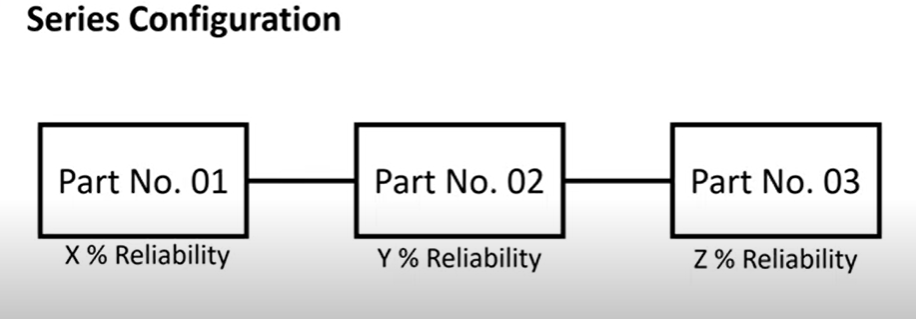 Series Configuration
Part No. 01
Part No. 02
Part No. 03
X % Reliability
Y % Reliability
Z % Reliability